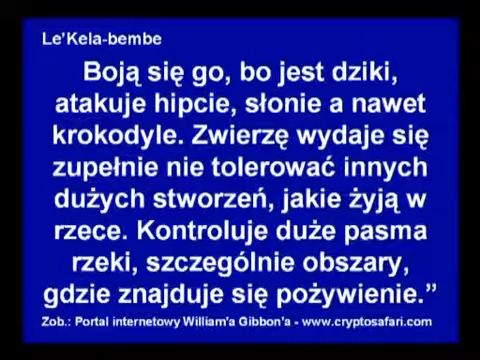 Le'Kela-bembe
Boją się go, bo jest dziki,
atakuje hipcie, słonie a nawet
krokodyle. Zwierzę wydaje się
zupełnie nie tolerować innych
dużych stworzeń, jakie żyją w
rzece. Kontroluje duże pasma
rzeki, szczególnie obszary,
gdzie znajduje się pożywienie.”
Zob.: Portal internetowy William'a Gibbon'a - www.cryptosafari.com